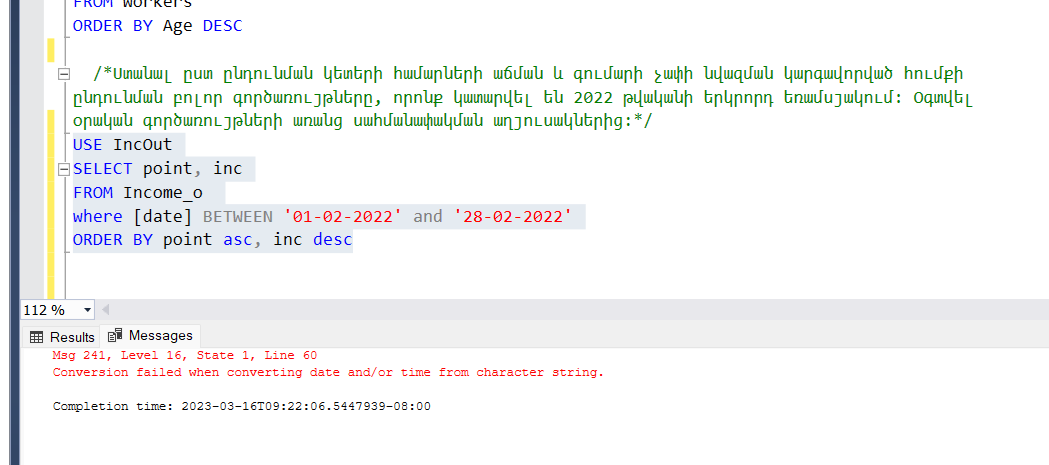 FROM Workers
ORDER BY Age DESC
/*Ստանալ ըստ ընդունման կետերի համարների աճման և գումարի չափի նվազման կարգավորված հումքի
ընդունման բոլոր գործառույթները, որոնք կատարվել են 2022 թվականի երկրորդ եռամսյակում: Օգտվել
օրական գործառույթների առանց սահմանափակման աղյուսակներից:*/
USE IncOut
SELECT point, inc
FROM Income_o
where [date] BETWEEN '01-02-2022' and '28-02-2022'
ORDER BY point asc, inc desc
112 %
Results Messages
Msg 241, Level 16, State 1, Line 60
Conversion failed when converting date and/or time from character string.
Completion time: 2023-03-16T09:22:06.5447939-08:00